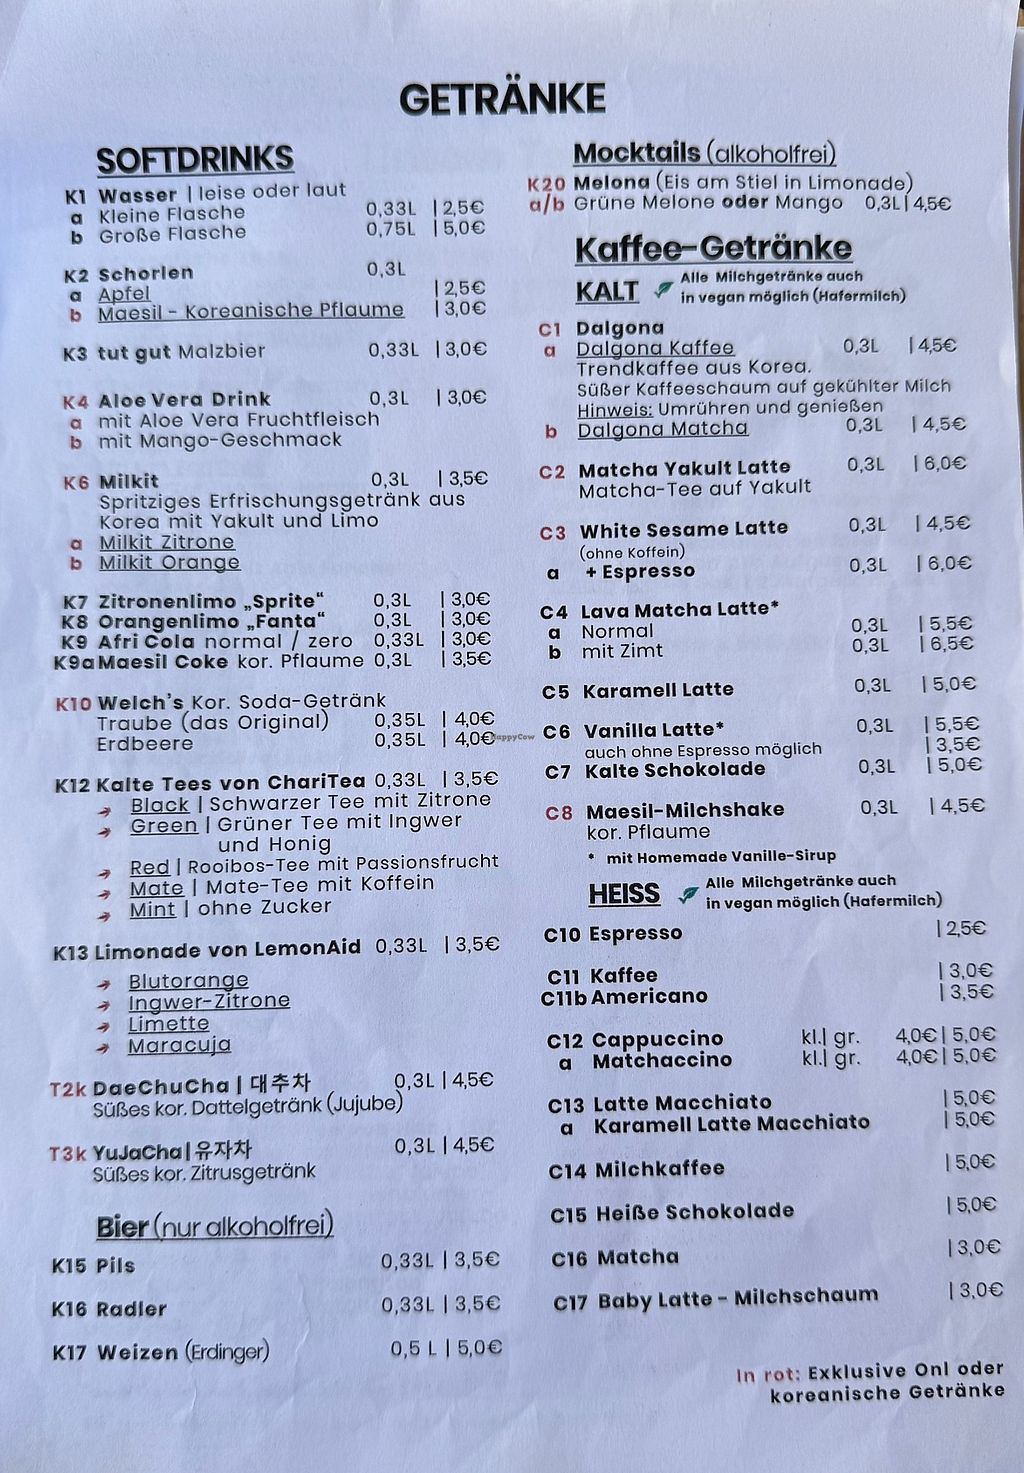 GETRÄNKE
SOFTDRINKS
K1 Wasser | leise oder laut
a Kleine Flasche 0,33L | 2,5€
b Große Flasche 0,75L | 5,0€
K2 Schorlen 0,3L
a Apfel | 2,5€
b Maesil - Koreanische Pflaume | 3,0€
K3 tut gut Malzbier 0,33L | 3,0€
K4 Aloe Vera Drink 0,3L | 3,0€
a mit Aloe Vera Fruchtfleisch
b mit Mango-Geschmack
K6 Milkit 0,3L | 3,5€
Spritziges Erfrischungsgetränk aus
Korea mit Yakult und Limo
a Milkit Zitrone
b Milkit Orange
K7 Zitronenlimo „Sprite“ 0,3L | 3,0€
K8 Orangenlimo „Fanta“ 0,3L | 3,0€
K9 Afri Cola normal / zero 0,33L | 3,0€
K9a Maesil Coke kor. Pflaume 0,3L | 3,5€
K10 Welch's Kor. Soda-Getränk
Traube (das Original) 0,35L | 4,0€
Erdbeere 0,35L | 4,0€
HappyCow
K12 Kalte Tees von ChariTea 0,33L | 3,5€
Black | Schwarzer Tee mit Zitrone
Green | Grüner Tee mit Ingwer
und Honig
Red | Rooibos-Tee mit Passionsfrucht
Mate | Mate-Tee mit Koffein
Mint | ohne Zucker
K13 Limonade von LemonAid 0,33L | 3,5€
Blutorange
Ingwer-Zitrone
Limette
Maracuja
T2k DaeChuCha | 대추차 0,3L | 4,5€
Süßes kor. Dattelgetränk (Jujube)
T3k YuJaCha | 유자차 0,3L | 4,5€
Süßes kor. Zitrusgetränk
Bier (nur alkoholfrei)
K15 Pils 0,33L | 3,5€
K16 Radler 0,33L | 3,5€
K17 Weizen (Erdinger) 0,5 L | 5,0€
Mocktails (alkoholfrei)
K20 Melona (Eis am Stiel in Limonade)
a/b Grüne Melone oder Mango 0,3L | 4,5€
Kaffee-Getränke
KALT Alle Milchgetränke auch
in vegan möglich (Hafermilch)
C1 Dalgona
a Dalgona Kaffee 0,3L | 4,5€
Trendkaffee aus Korea.
Süßer Kaffeeschaum auf gekühlter Milch
Hinweis: Umrühren und genießen
b Dalgona Matcha 0,3L | 4,5€
C2 Matcha Yakult Latte 0,3L | 6,0€
Matcha-Tee auf Yakult
C3 White Sesame Latte 0,3L | 4,5€
(ohne Koffein)
a + Espresso 0,3L | 6,0€
C4 Lava Matcha Latte*
a Normal 0,3L | 5,5€
b mit Zimt 0,3L | 6,5€
C5 Karamell Latte 0,3L | 5,0€
C6 Vanilla Latte* 0,3L | 5,5€
auch ohne Espresso möglich | 3,5€
C7 Kalte Schokolade 0,3L | 5,0€
C8 Maesil-Milchshake 0,3L | 4,5€
kor. Pflaume
* mit Homemade Vanille-Sirup
HEISS Alle Milchgetränke auch
in vegan möglich (Hafermilch)
C10 Espresso | 2,5€
C11 Kaffee | 3,0€
C11b Americano | 3,5€
C12 Cappuccino kl.| gr. 4,0€ | 5,0€
a Matchaccino kl.| gr. 4,0€ | 5,0€
C13 Latte Macchiato | 5,0€
a Karamell Latte Macchiato | 5,0€
C14 Milchkaffee | 5,0€
C15 Heiße Schokolade | 5,0€
C16 Matcha | 3,0€
C17 Baby Latte - Milchschaum | 3,0€
In rot: Exklusive Onl oder
koreanische Getränke